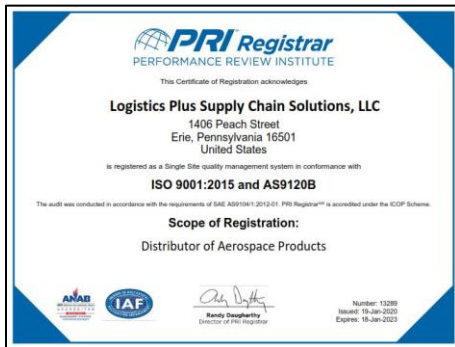 PRI Registrar
PERFORMANCE REVIEW INSTITUTE
This Certificate of Registration acknowledges
Logistics Plus Supply Chain Solutions, LLC
1406 Peach Street
Erie, Pennsylvania 16501
United States
is registered as a Single Site quality management system in conformance with
ISO 9001:2015 and AS9120B
The audit was conducted in accordance with the requirements of SAE AS9104/1:2012-01. PRI Registrar is accredited under the ICOP Scheme.
Scope of Registration:
Distributor of Aerospace Products
ANAB
ACCREDITED
IAF
Randy Daugharthy
Director of PRI Registrar
Number: 13289
Issued: 19-Jan-2020
Expires: 18-Jan-2023